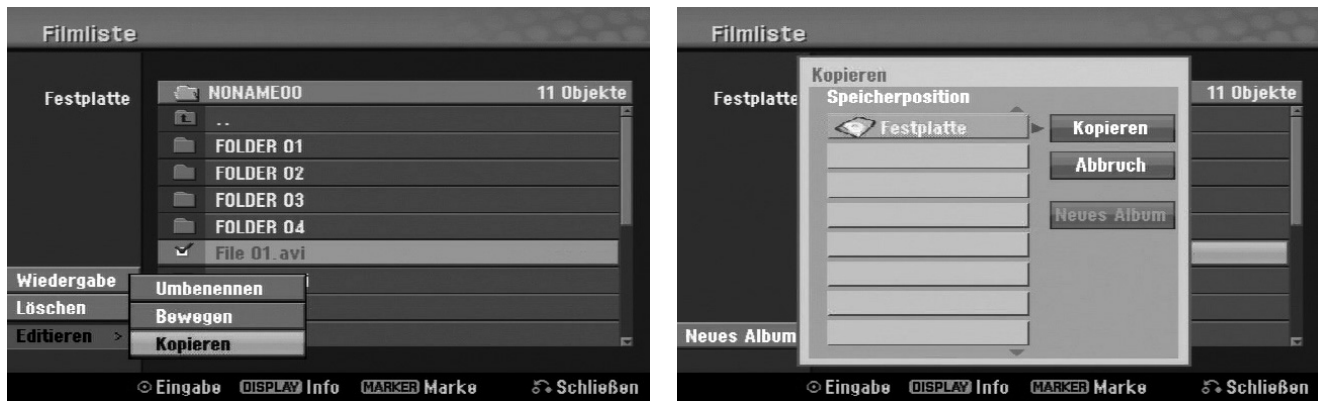 Filmliste
Festplatte
NONAME00 11 Objekte
..
FOLDER 01
FOLDER 02
FOLDER 03
FOLDER 04
File 01.avi
i
Wiedergabe
Löschen
Editieren >
Umbenennen
Bewegen
Kopieren
Eingabe DISPLAY Info MARKER Marke Schließen
Filmliste
Festplatte
11 Objekte
Kopieren
Speicherposition
Festplatte
Kopieren
Abbruch
Neues Album
Neues Album
Eingabe DISPLAY Info MARKER Marke Schließen